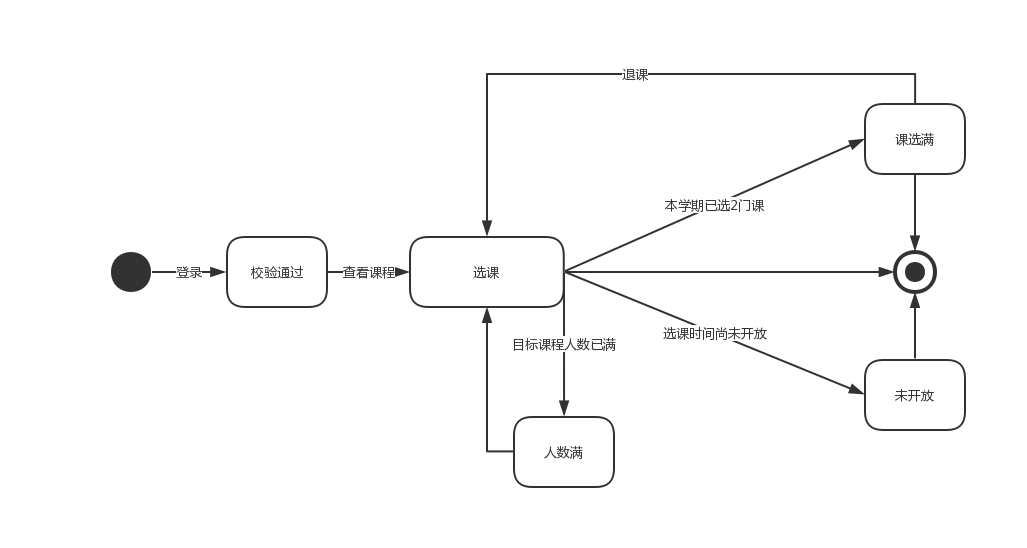 退课
课选满
本学期已选2门课
登录
校验通过
查看课程
选课
目标课程人数已满
选课时间尚未开放
未开放
人数满